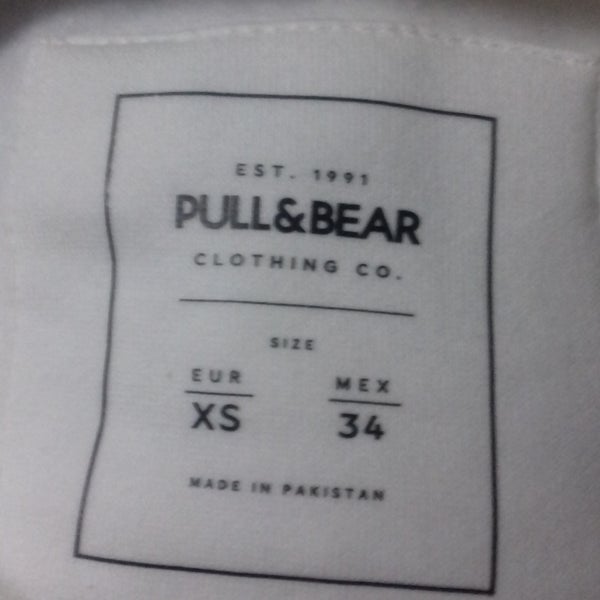 EST. 1991
PULL&BEAR
CLOTHING CO.
SIZE
EUR MEX
XS 34
MADE IN PAKISTAN